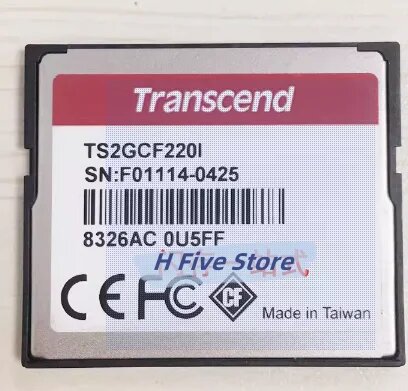 Transcend
TS2GCF220I
SN:F01114-0425
8326AC 0U5FF
H Five Store
CE FC CF
Made in Taiwan